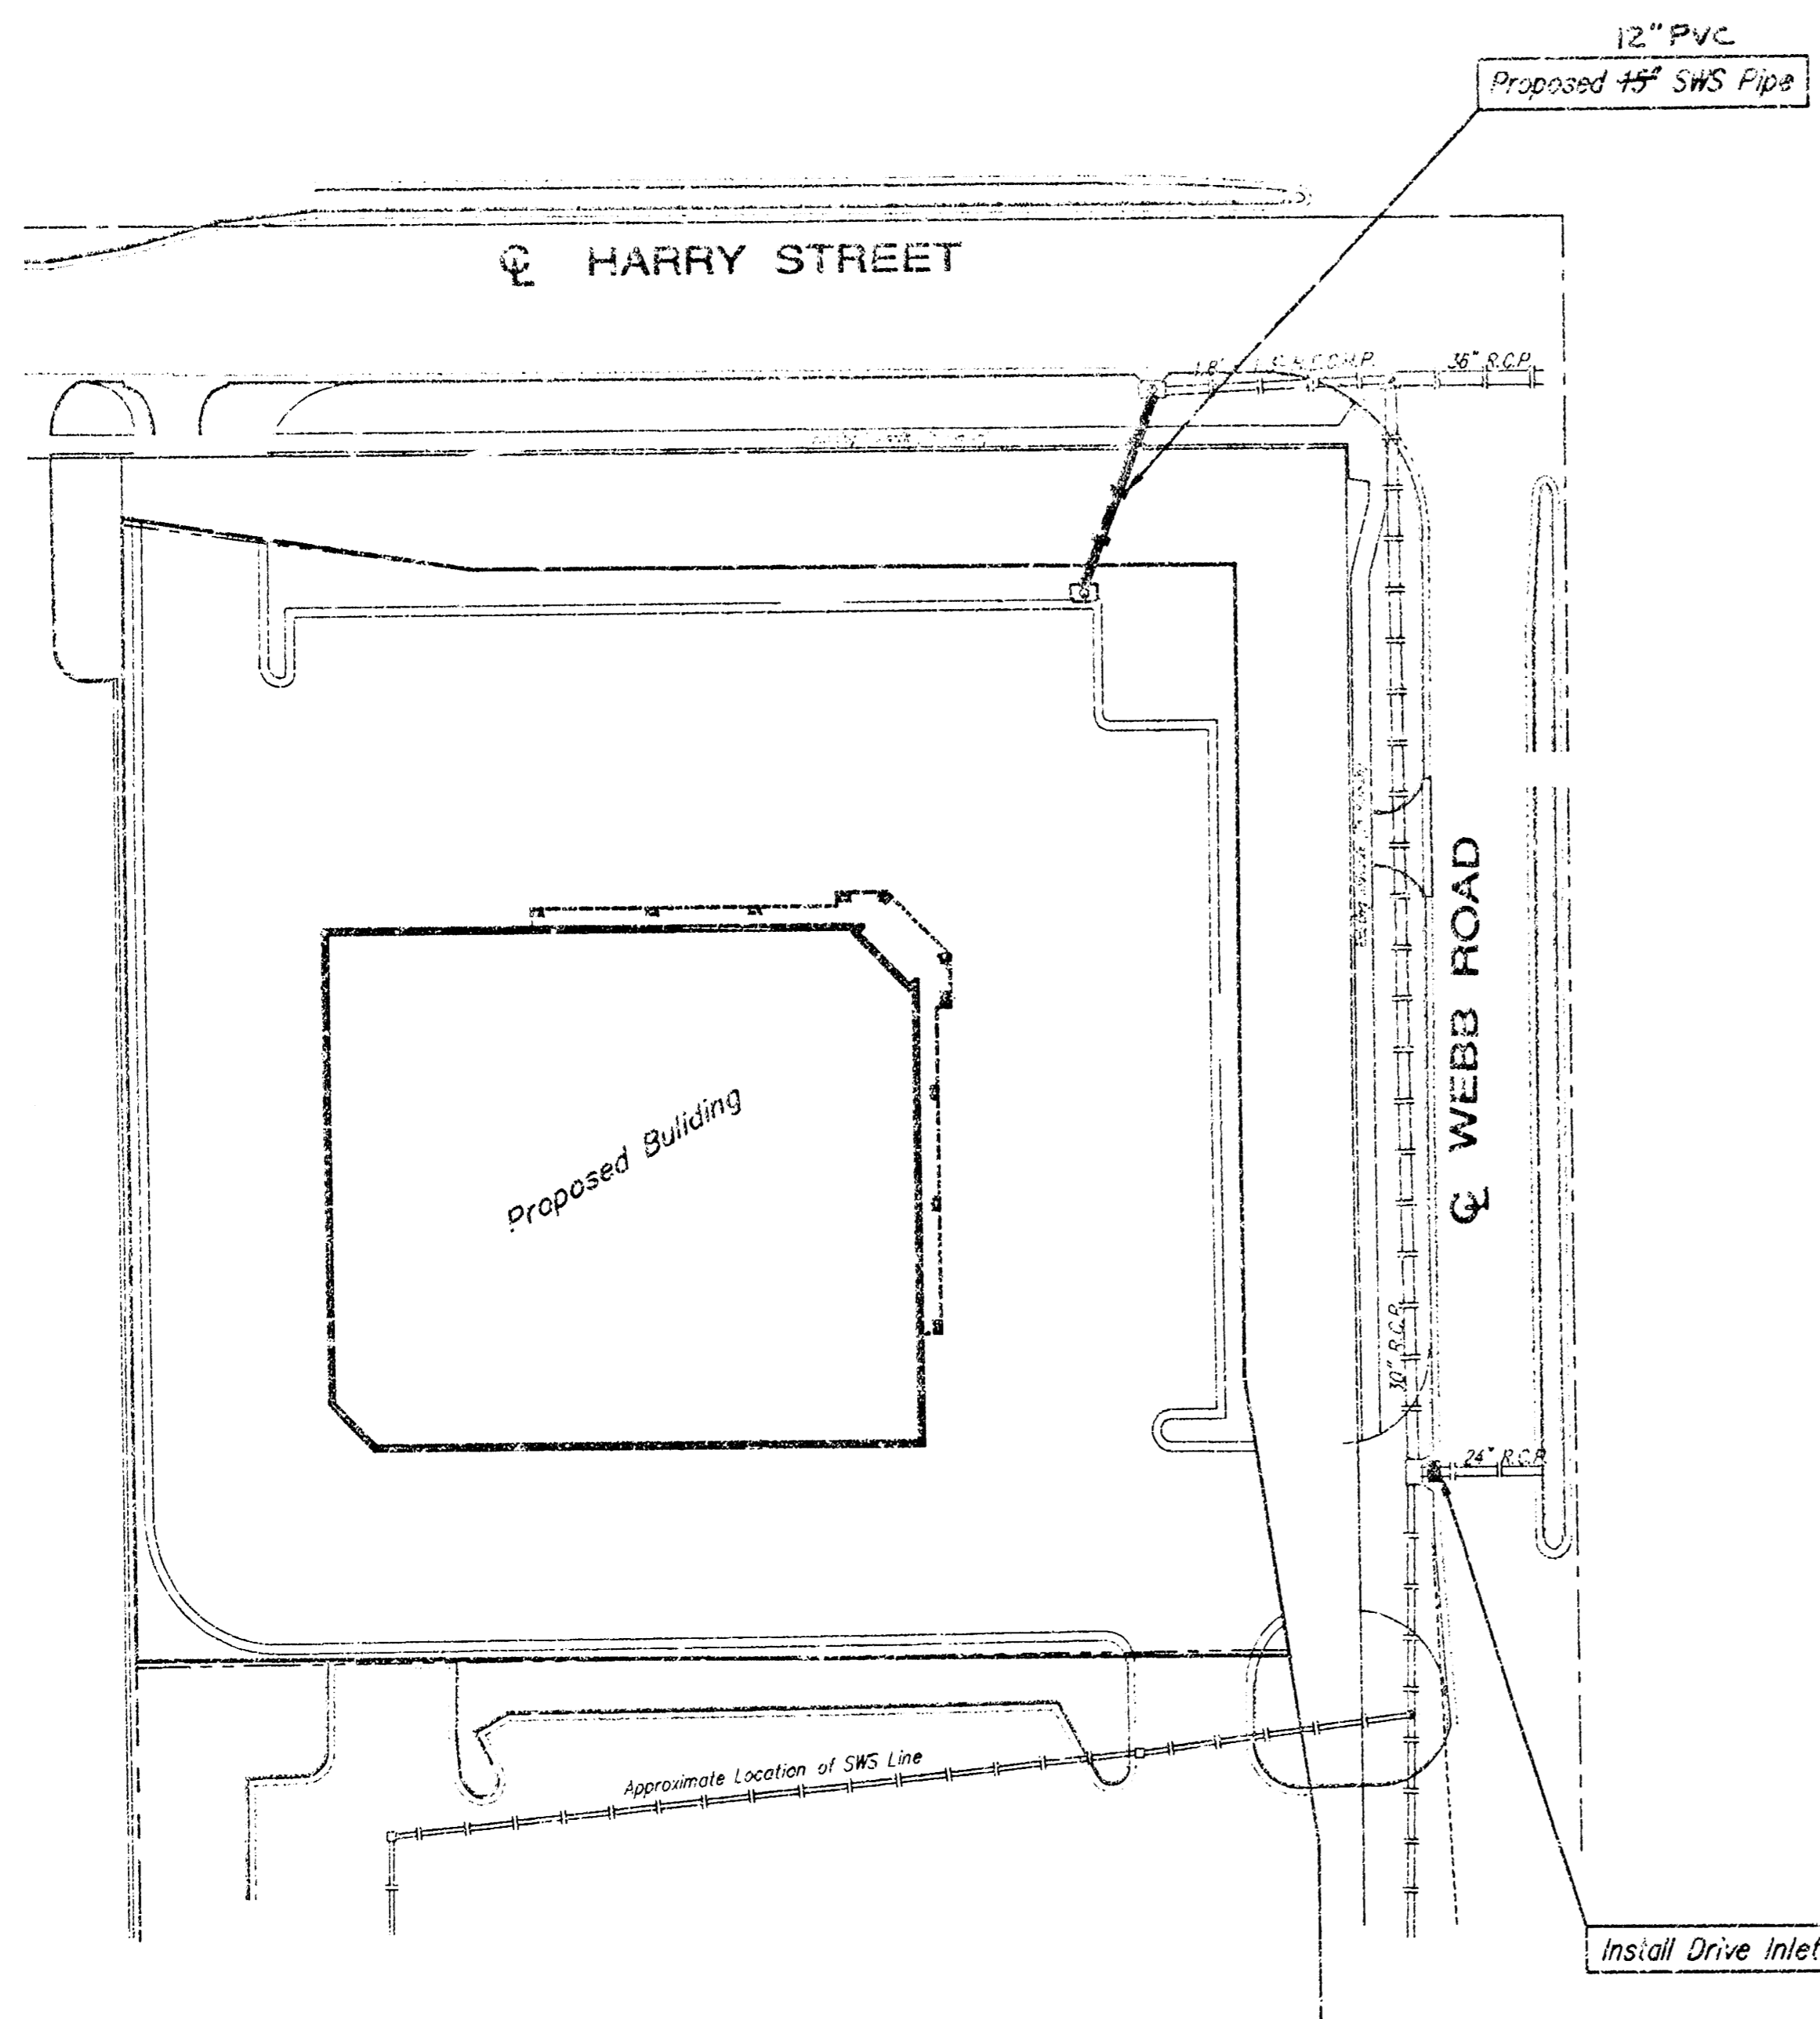 12" PVC
Proposed 15" SWS Pipe
℄ HARRY STREET
36" R.C.P.
℄ WEBB ROAD
Proposed Buliding
30" R.C.P.
24" R.C.P.
Approximate Location of SWS Line
Install Drive Inlet